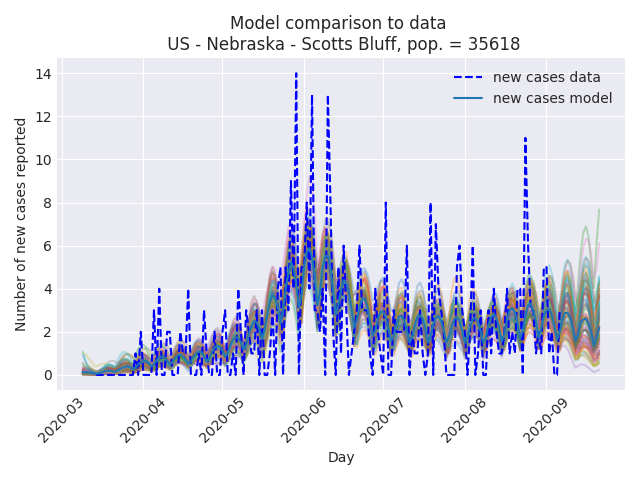 Model comparison to data
US - Nebraska - Scotts Bluff, pop. = 35618
new cases data
new cases model
Number of new cases reported
14
12
10
8
6
4
2
0
2020-03
2020-04
2020-05
2020-06
2020-07
2020-08
2020-09
Day